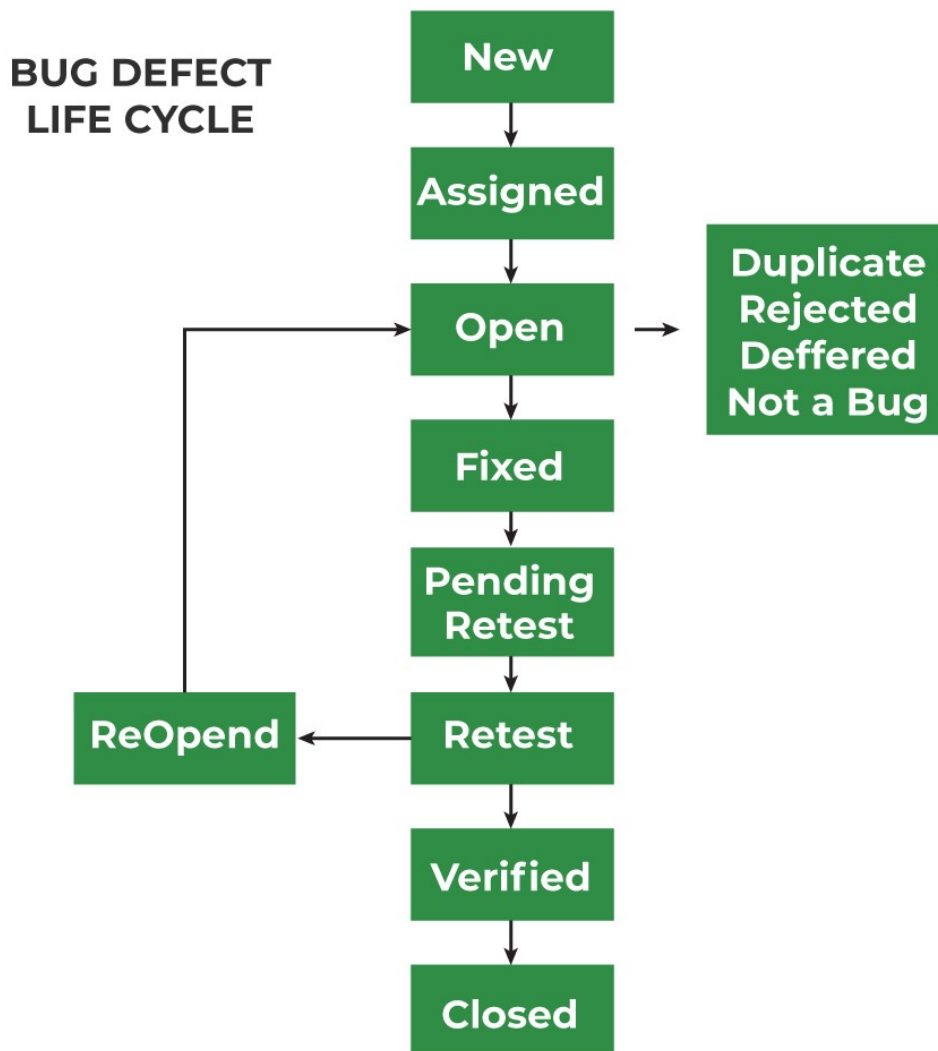 BUG DEFECT
LIFE CYCLE
New
Assigned
Open
Duplicate
Rejected
Deffered
Not a Bug
Fixed
Pending
Retest
ReOpend
Retest
Verified
Closed